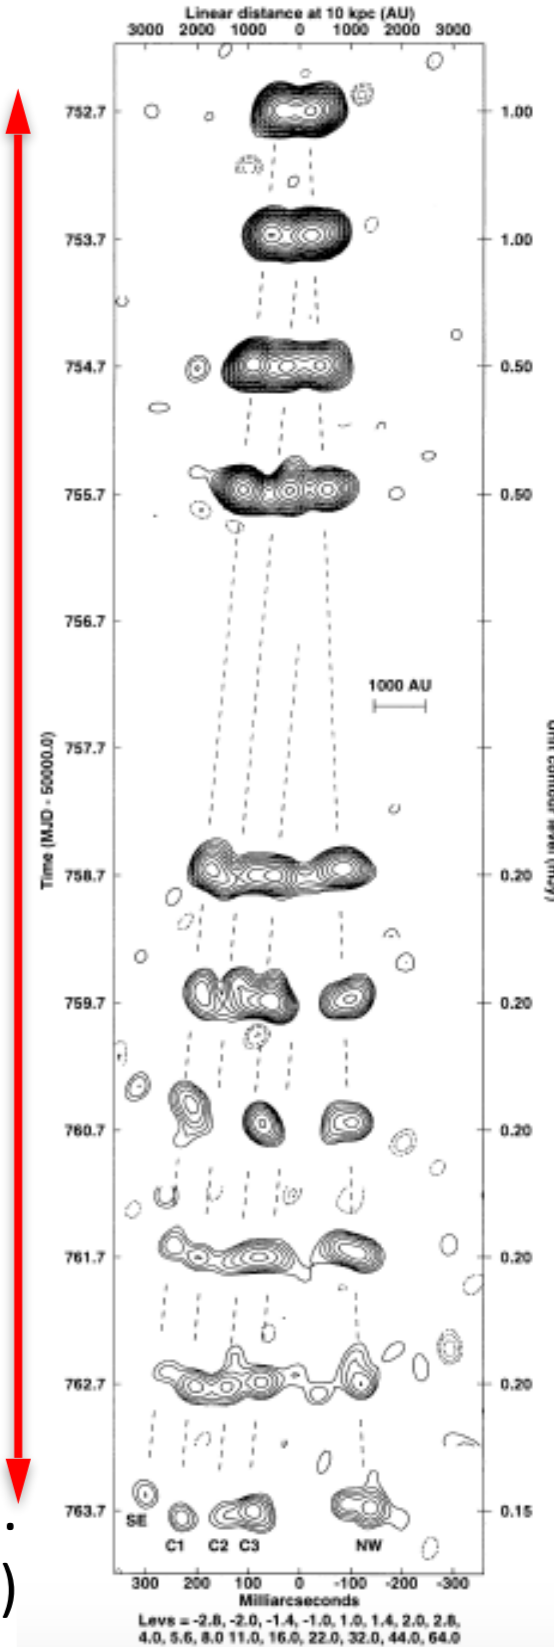 Linear distance at 10 kpc (AU)
3000 2000 1000 0 1000 2000 3000
752.7 1.00
753.7 1.00
754.7 0.50
755.7 0.50
756.7
1000 AU
757.7
Time (MJD - 50000.0)
758.7 0.20
759.7 0.20
760.7 0.20
761.7 0.20
762.7 0.20
763.7 0.15
SE C1 C2 C3 NW
.
)
300 200 100 0 -100 -200 -300
Milliarcseconds
Levs = -2.8, -2.0, -1.4, -1.0, 1.0, 1.4, 2.0, 2.8,
4.0, 5.6, 8.0 11.0, 16.0, 22.0, 32.0, 44.0, 64.0